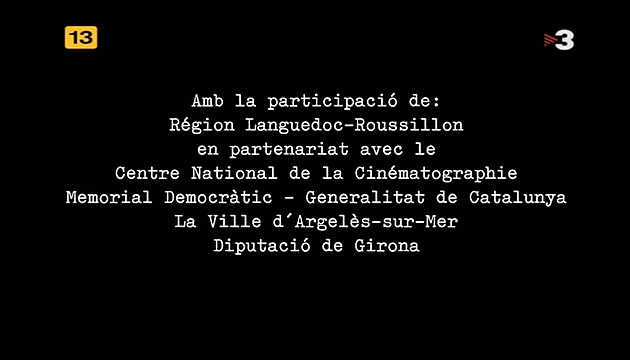 13
3
Amb la participació de:
Région Languedoc-Roussillon
en partenariat avec le
Centre National de la Cinématographie
Memorial Democràtic - Generalitat de Catalunya
La Ville d´Argelès-sur-Mer
Diputació de Girona